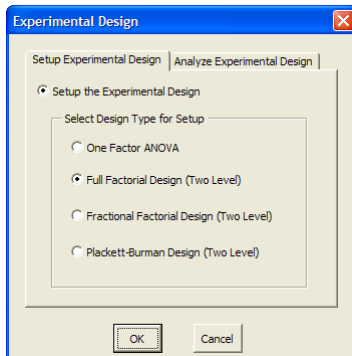 Experimental Design
Setup Experimental Design Analyze Experimental Design
Setup the Experimental Design
Select Design Type for Setup
One Factor ANOVA
Full Factorial Design (Two Level)
Fractional Factorial Design (Two Level)
Plackett-Burman Design (Two Level)
OK Cancel